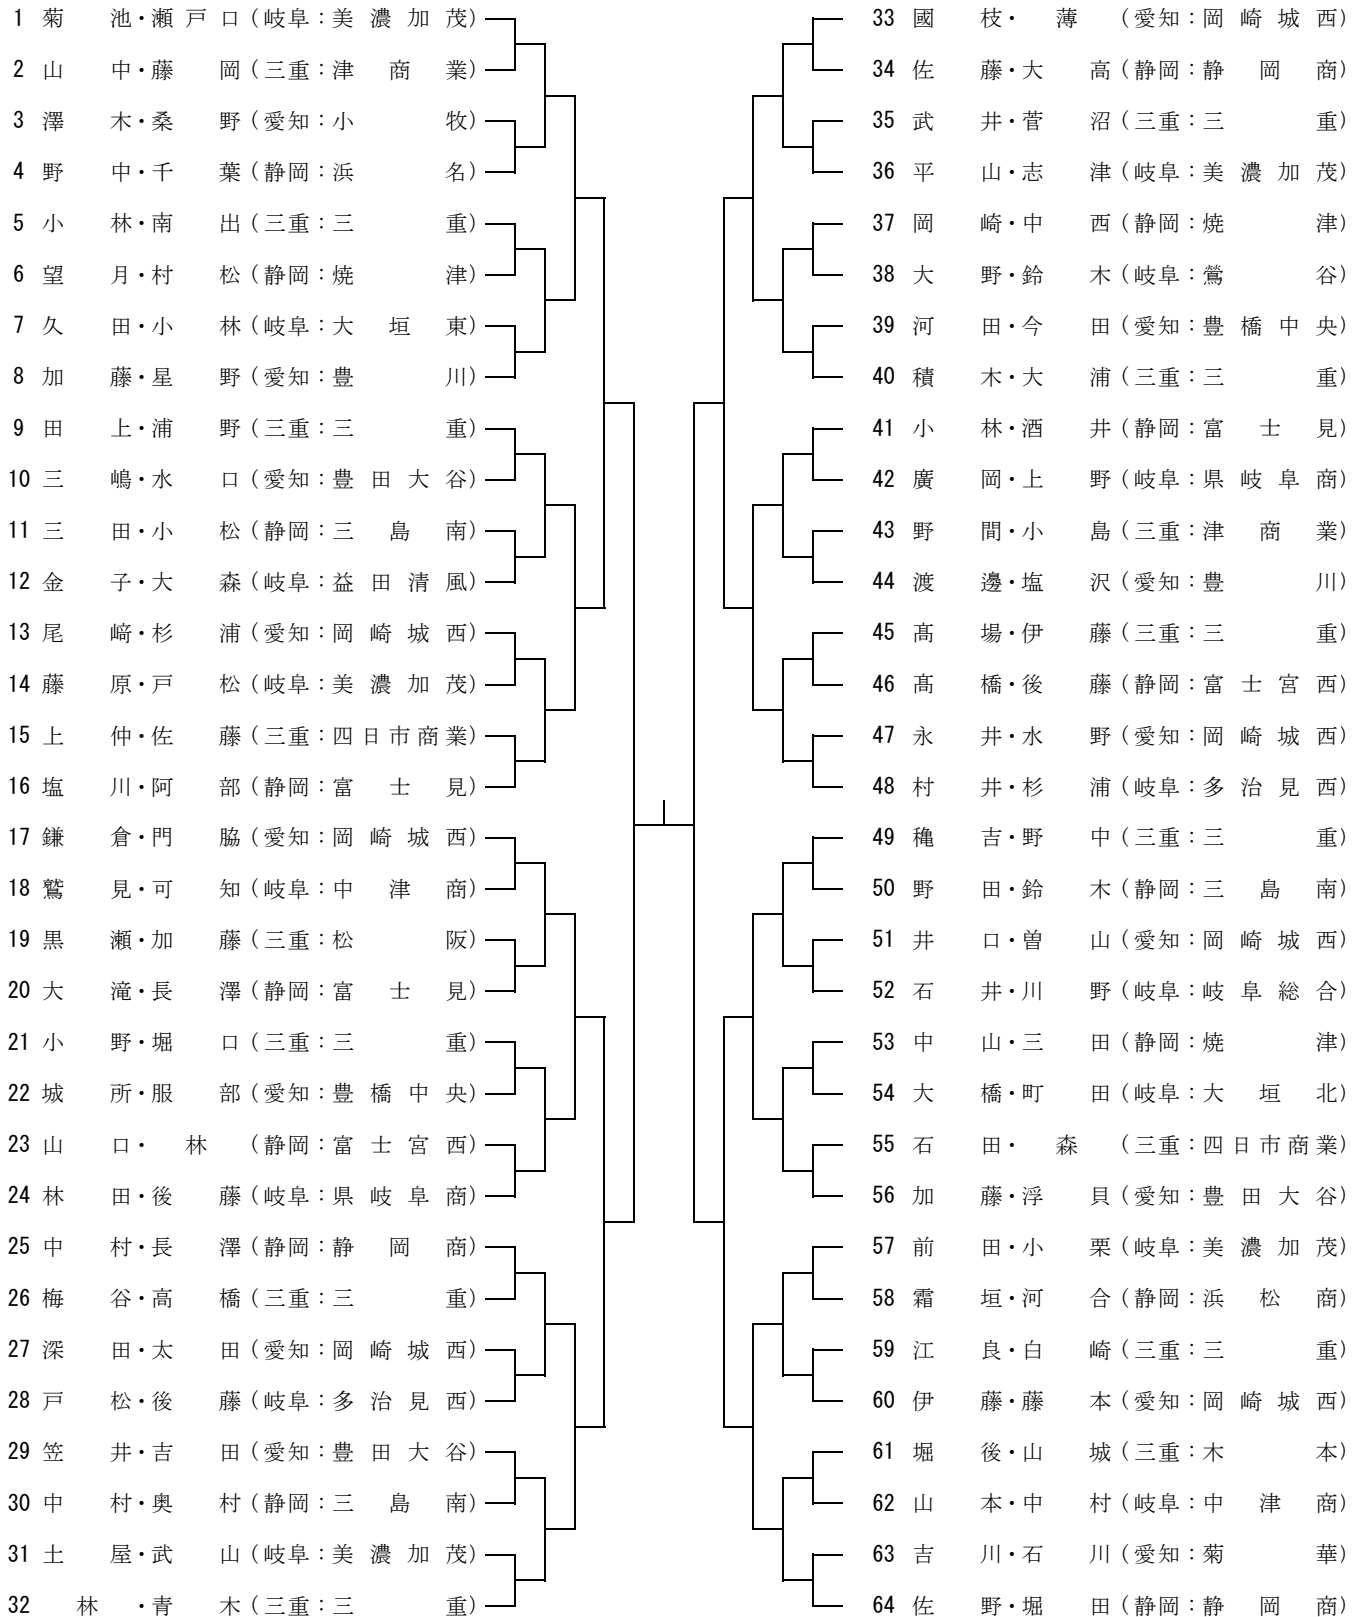 1 菊池・瀬戸口(岐阜:美濃加茂)
2 山中・藤岡(三重:津商業)
3 澤木・桑野(愛知:小牧)
4 野中・千葉(静岡:浜名)
5 小林・南出(三重:三重)
6 望月・村松(静岡:焼津)
7 久田・小林(岐阜:大垣東)
8 加藤・星野(愛知:豊川)
9 田上・浦野(三重:三重)
10 三嶋・水口(愛知:豊田大谷)
11 三田・小松(静岡:三島南)
12 金子・大森(岐阜:益田清風)
13 尾﨑・杉浦(愛知:岡崎城西)
14 藤原・戸松(岐阜:美濃加茂)
15 上仲・佐藤(三重:四日市商業)
16 塩川・阿部(静岡:富士見)
17 鎌倉・門脇(愛知:岡崎城西)
18 鷲見・可知(岐阜:中津商)
19 黒瀬・加藤(三重:松阪)
20 大滝・長澤(静岡:富士見)
21 小野・堀口(三重:三重)
22 城所・服部(愛知:豊橋中央)
23 山口・林(静岡:富士宮西)
24 林田・後藤(岐阜:県岐阜商)
25 中村・長澤(静岡:静岡商)
26 梅谷・高橋(三重:三重)
27 深田・太田(愛知:岡崎城西)
28 戸松・後藤(岐阜:多治見西)
29 笠井・吉田(愛知:豊田大谷)
30 中村・奥村(静岡:三島南)
31 土屋・武山(岐阜:美濃加茂)
32 林・青木(三重:三重)
33 國枝・薄(愛知:岡崎城西)
34 佐藤・大高(静岡:静岡商)
35 武井・菅沼(三重:三重)
36 平山・志津(岐阜:美濃加茂)
37 岡崎・中西(静岡:焼津)
38 大野・鈴木(岐阜:鶯谷)
39 河田・今田(愛知:豊橋中央)
40 積木・大浦(三重:三重)
41 小林・酒井(静岡:富士見)
42 廣岡・上野(岐阜:県岐阜商)
43 野間・小島(三重:津商業)
44 渡邊・塩沢(愛知:豊川)
45 髙場・伊藤(三重:三重)
46 髙橋・後藤(静岡:富士宮西)
47 永井・水野(愛知:岡崎城西)
48 村井・杉浦(岐阜:多治見西)
49 穐吉・野中(三重:三重)
50 野田・鈴木(静岡:三島南)
51 井口・曽山(愛知:岡崎城西)
52 石井・川野(岐阜:岐阜総合)
53 中山・三田(静岡:焼津)
54 大橋・町田(岐阜:大垣北)
55 石田・森(三重:四日市商業)
56 加藤・浮貝(愛知:豊田大谷)
57 前田・小栗(岐阜:美濃加茂)
58 霜垣・河合(静岡:浜松商)
59 江良・白崎(三重:三重)
60 伊藤・藤本(愛知:岡崎城西)
61 堀後・山城(三重:木本)
62 山本・中村(岐阜:中津商)
63 吉川・石川(愛知:菊華)
64 佐野・堀田(静岡:静岡商)